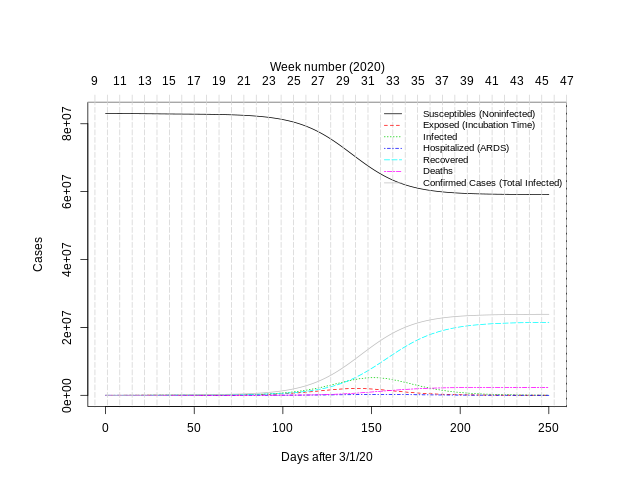 Week number (2020)
9 11 13 15 17 19 21 23 25 27 29 31 33 35 37 39 41 43 45 47
Susceptibles (Noninfected)
Exposed (Incubation Time)
Infected
Hospitalized (ARDS)
Recovered
Deaths
Confirmed Cases (Total Infected)
8e+07
6e+07
4e+07
2e+07
0e+00
Cases
0 50 100 150 200 250
Days after 3/1/20